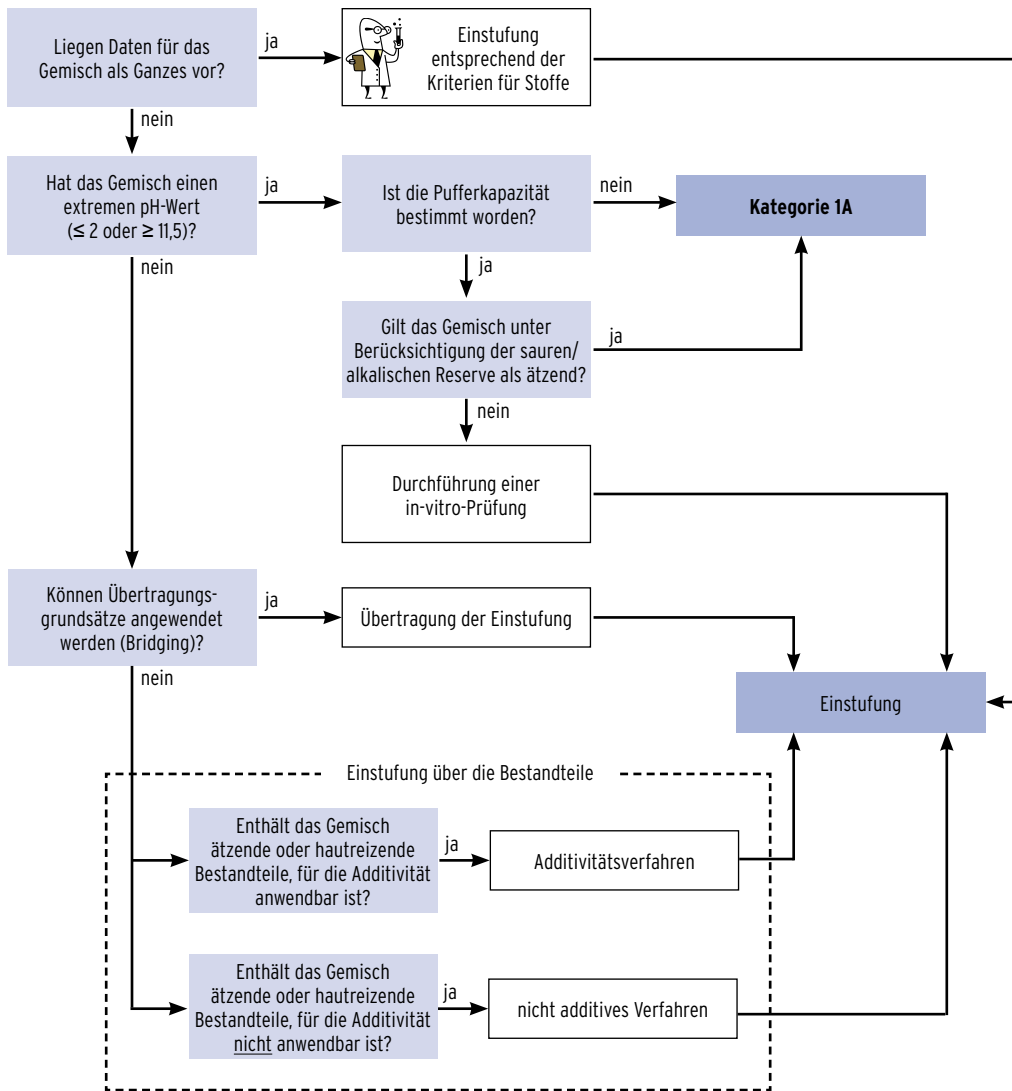 Liegen Daten für das
Gemisch als Ganzes vor?
ja
Einstufung
entsprechend der
Kriterien für Stoffe
nein
Hat das Gemisch einen
extremen pH-Wert
(≤ 2 oder ≥ 11,5)?
ja
Ist die Pufferkapazität
bestimmt worden?
nein
Kategorie 1A
nein
ja
Gilt das Gemisch unter
Berücksichtigung der sauren/
alkalischen Reserve als ätzend?
ja
nein
Durchführung einer
in-vitro-Prüfung
Können Übertragungs-
grundsätze angewendet
werden (Bridging)?
ja
Übertragung der Einstufung
nein
Einstufung
Einstufung über die Bestandteile
Enthält das Gemisch
ätzende oder hautreizende
Bestandteile, für die Additivität
anwendbar ist?
ja
Additivitätsverfahren
Enthält das Gemisch
ätzende oder hautreizende
Bestandteile, für die Additivität
nicht anwendbar ist?
ja
nicht additives Verfahren